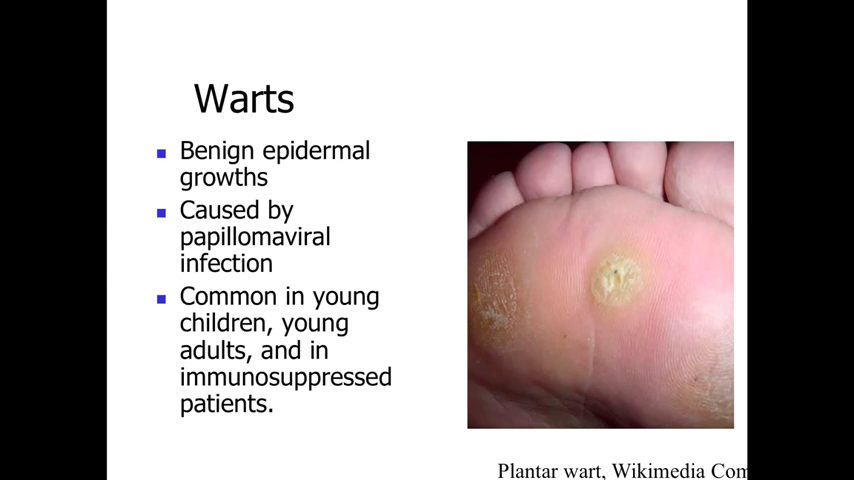 Warts
Benign epidermal
growths
Caused by
papillomaviral
infection
Common in young
children, young
adults, and in
immunosuppressed
patients.
Plantar wart, Wikimedia Com